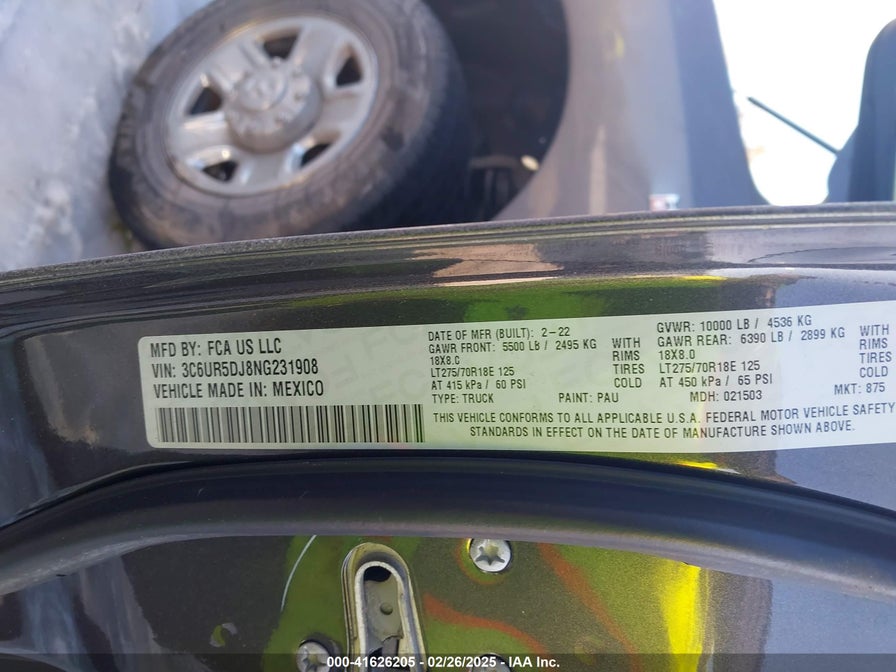 MFD BY: FCA US LLC
VIN: 3C6UR5DJ8NG231908
VEHICLE MADE IN: MEXICO
DATE OF MFR (BUILT): 2-22
GAWR FRONT: 5500 LB / 2495 KG WITH
18X8.0 RIMS
LT275/70R18E 125 TIRES
AT 415 kPa / 60 PSI COLD
TYPE: TRUCK PAINT: PAU
GVWR: 10000 LB / 4536 KG
GAWR REAR: 6390 LB / 2899 KG WITH
18X8.0 RIMS
LT275/70R18E 125 TIRES
AT 450 kPa / 65 PSI COLD
MDH: 021503 MKT: 875
THIS VEHICLE CONFORMS TO ALL APPLICABLE U.S.A. FEDERAL MOTOR VEHICLE SAFETY
STANDARDS IN EFFECT ON THE DATE OF MANUFACTURE SHOWN ABOVE.
000-41626205 - 02/26/2025 - IAA Inc.